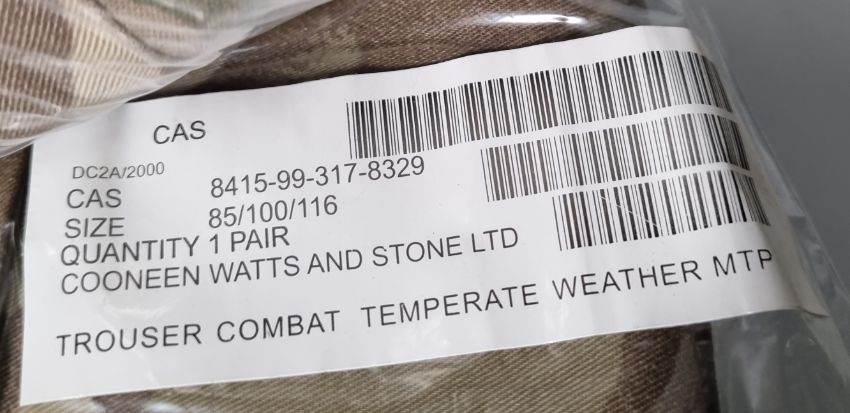 CAS
DC2A/2000
CAS 8415-99-317-8329
SIZE 85/100/116
QUANTITY 1 PAIR
COONEEN WATTS AND STONE LTD
TROUSER COMBAT TEMPERATE WEATHER MTP